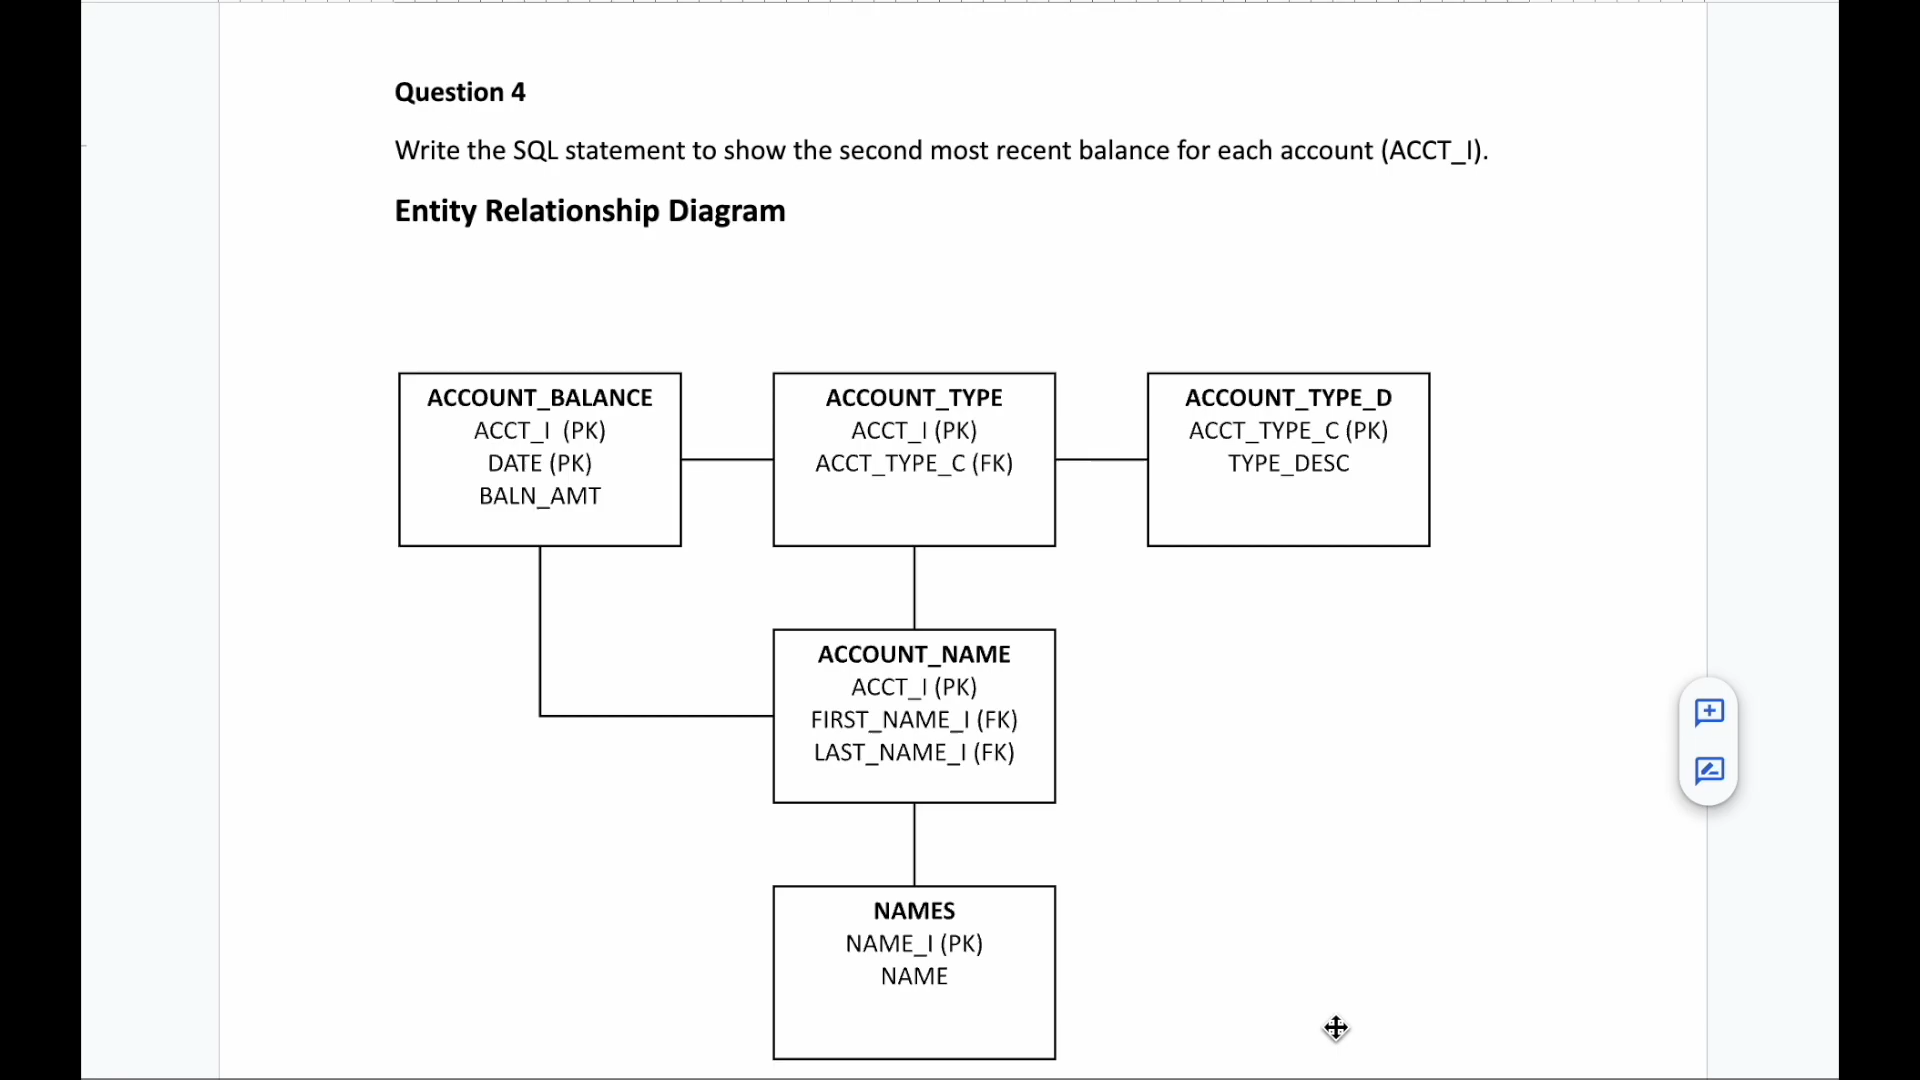 Question 4
Write the SQL statement to show the second most recent balance for each account (ACCT_I).
Entity Relationship Diagram
ACCOUNT_BALANCE
ACCT_I (PK)
DATE (PK)
BALN_AMT
ACCOUNT_TYPE
ACCT_I (PK)
ACCT_TYPE_C (FK)
ACCOUNT_TYPE_D
ACCT_TYPE_C (PK)
TYPE_DESC
ACCOUNT_NAME
ACCT_I (PK)
FIRST_NAME_I (FK)
LAST_NAME_I (FK)
NAMES
NAME_I (PK)
NAME